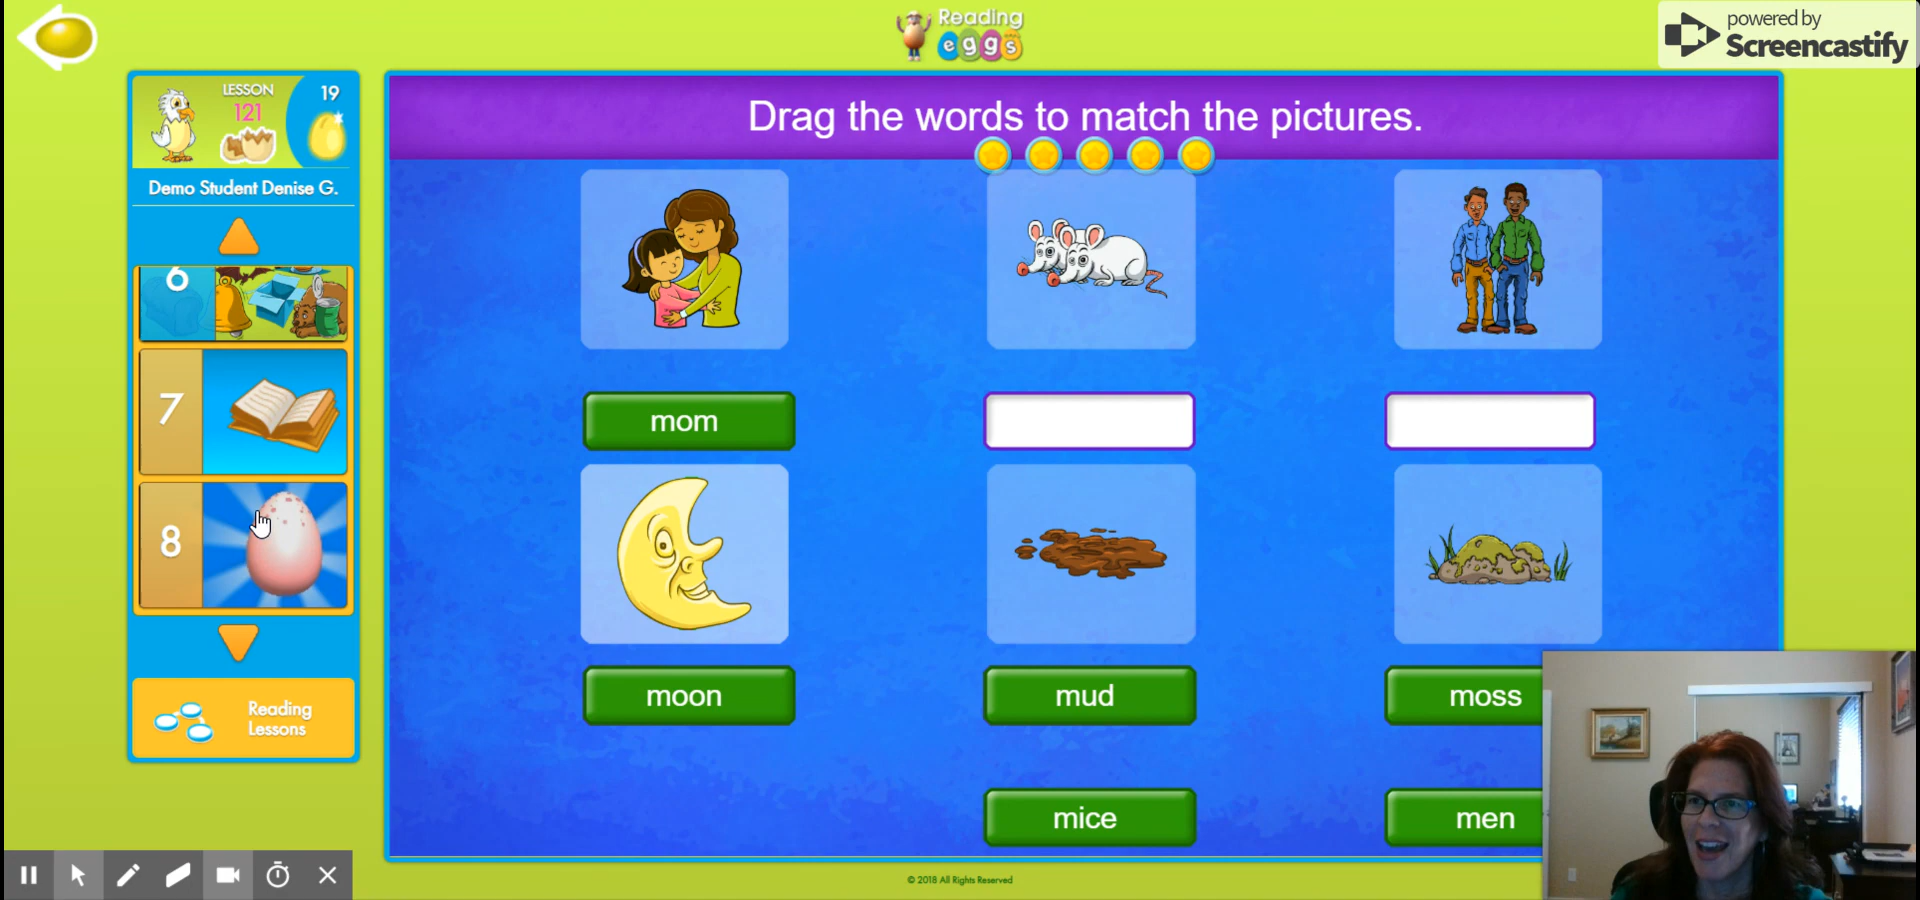 Reading
eggs
powered by
Screencastify
LESSON
121
19
Demo Student Denise G.
6
7
8
Reading
Lessons
Drag the words to match the pictures.
mom
moon
mud
moss
mice
men
© 2018 All Rights Reserved